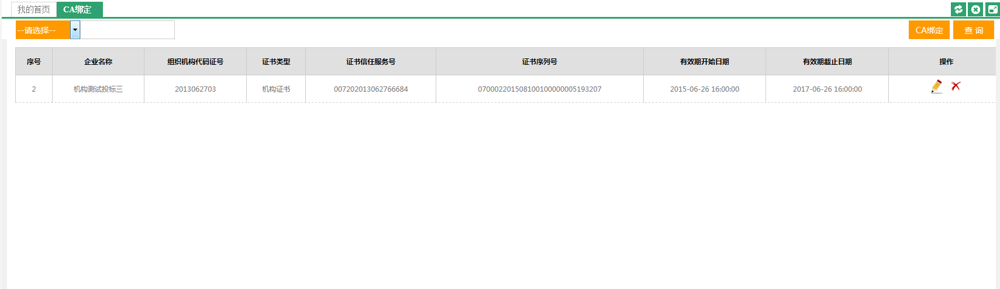 我的首页 CA绑定 ×
--请选择-- CA绑定 查 询
序号 企业名称 组织机构代码证号 证书类型 证书信任服务号 证书序列号 有效期开始日期 有效期截止日期 操作
2 机构测试投标三 2013062703 机构证书 007202013062766684 070002201508100100000005193207 2015-06-26 16:00:00 2017-06-26 16:00:00